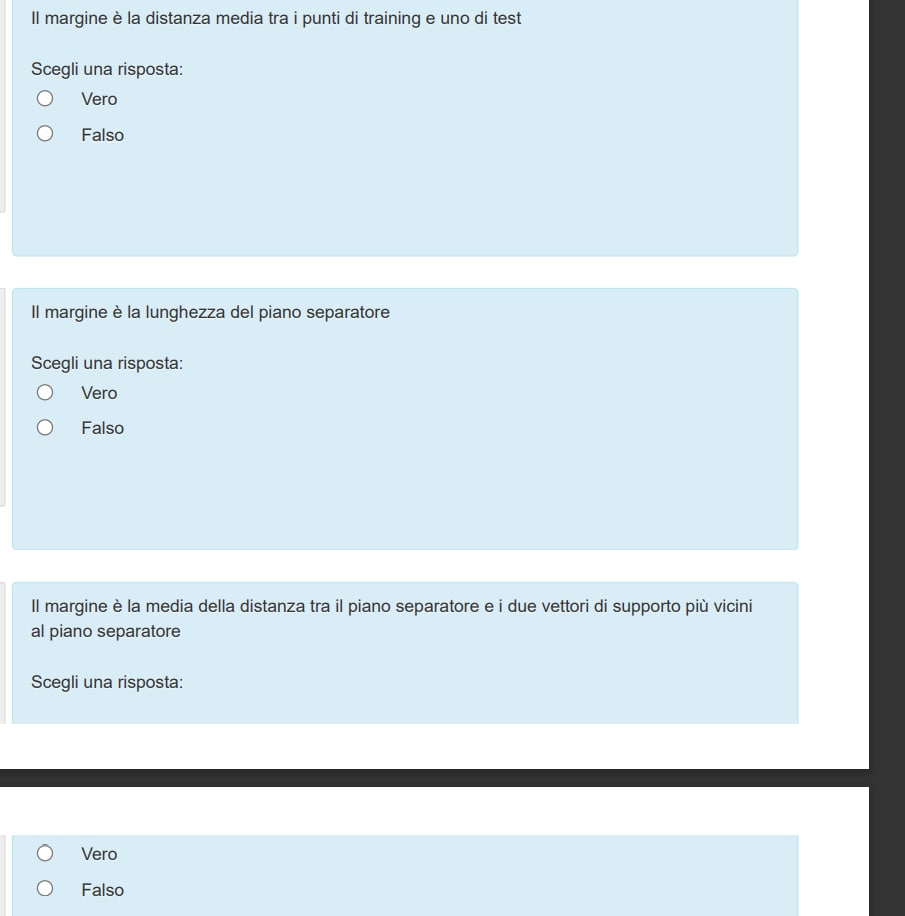 Il margine è la distanza media tra i punti di training e uno di test
Scegli una risposta:
Vero
Falso
Il margine è la lunghezza del piano separatore
Scegli una risposta:
Vero
Falso
Il margine è la media della distanza tra il piano separatore e i due vettori di supporto più vicini
al piano separatore
Scegli una risposta:
Vero
Falso